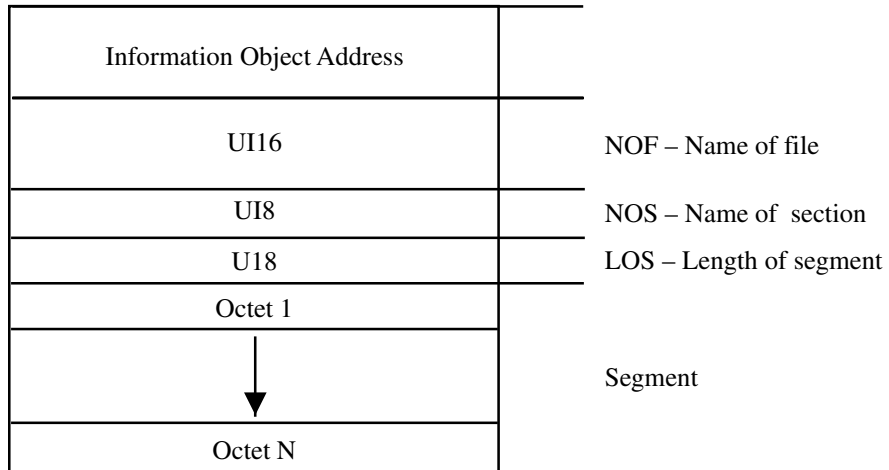 Information Object Address
UI16 NOF – Name of file
UI8 NOS – Name of section
U18 LOS – Length of segment
Octet 1
Segment
Octet N